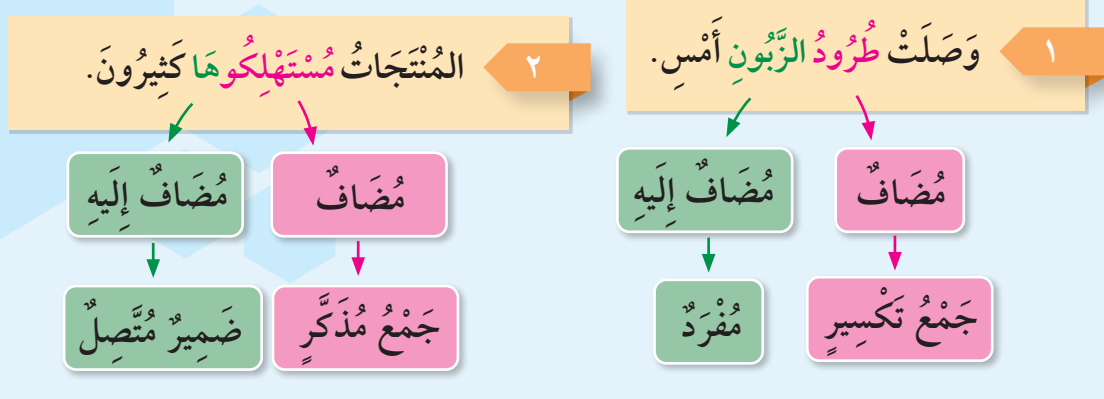 ١ وَصَلَتْ طُرُودُ الزَّبُونِ أَمْسِ.
مُضَافٌ
مُضَافٌ إِلَيهِ
جَمْعُ تَكْسِيرٍ
مُفْرَدٌ
٢ المُنْتَجَاتُ مُسْتَهْلِكُوهَا كَثِيرُونَ.
مُضَافٌ
مُضَافٌ إِلَيهِ
جَمْعُ مُذَكَّرٍ
ضَمِيرٌ مُتَّصِلٌ